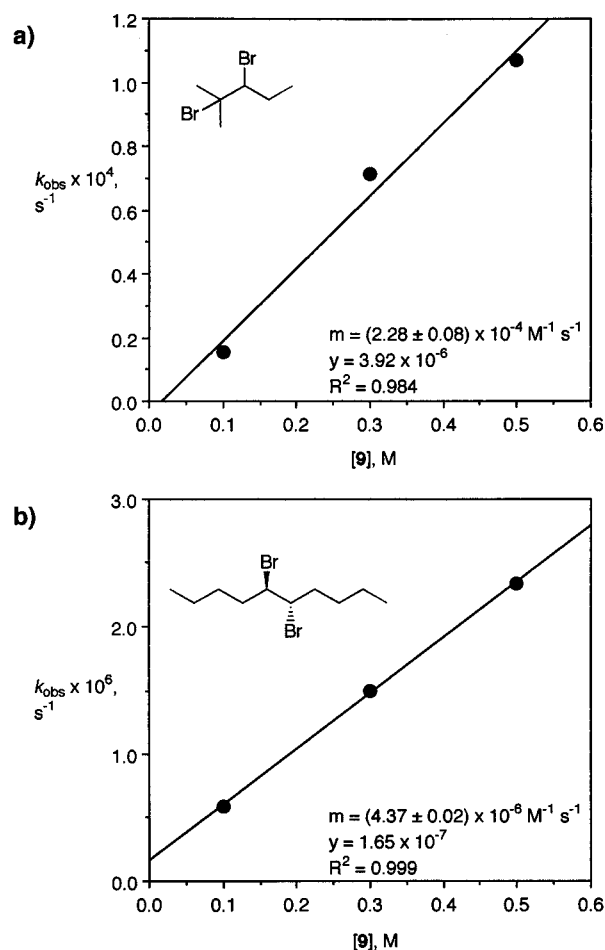 a)
1.2
1.0
0.8
0.6
0.4
0.2
0.0
k_obs x 10⁴,
s⁻¹
Br
Br
m = (2.28 ± 0.08) x 10⁻⁴ M⁻¹ s⁻¹
y = 3.92 x 10⁻⁶
R² = 0.984
0.0 0.1 0.2 0.3 0.4 0.5 0.6
[9], M
b)
3.0
2.0
1.0
0.0
k_obs x 10⁶,
s⁻¹
Br
Br
m = (4.37 ± 0.02) x 10⁻⁶ M⁻¹ s⁻¹
y = 1.65 x 10⁻⁷
R² = 0.999
0.0 0.1 0.2 0.3 0.4 0.5 0.6
[9], M